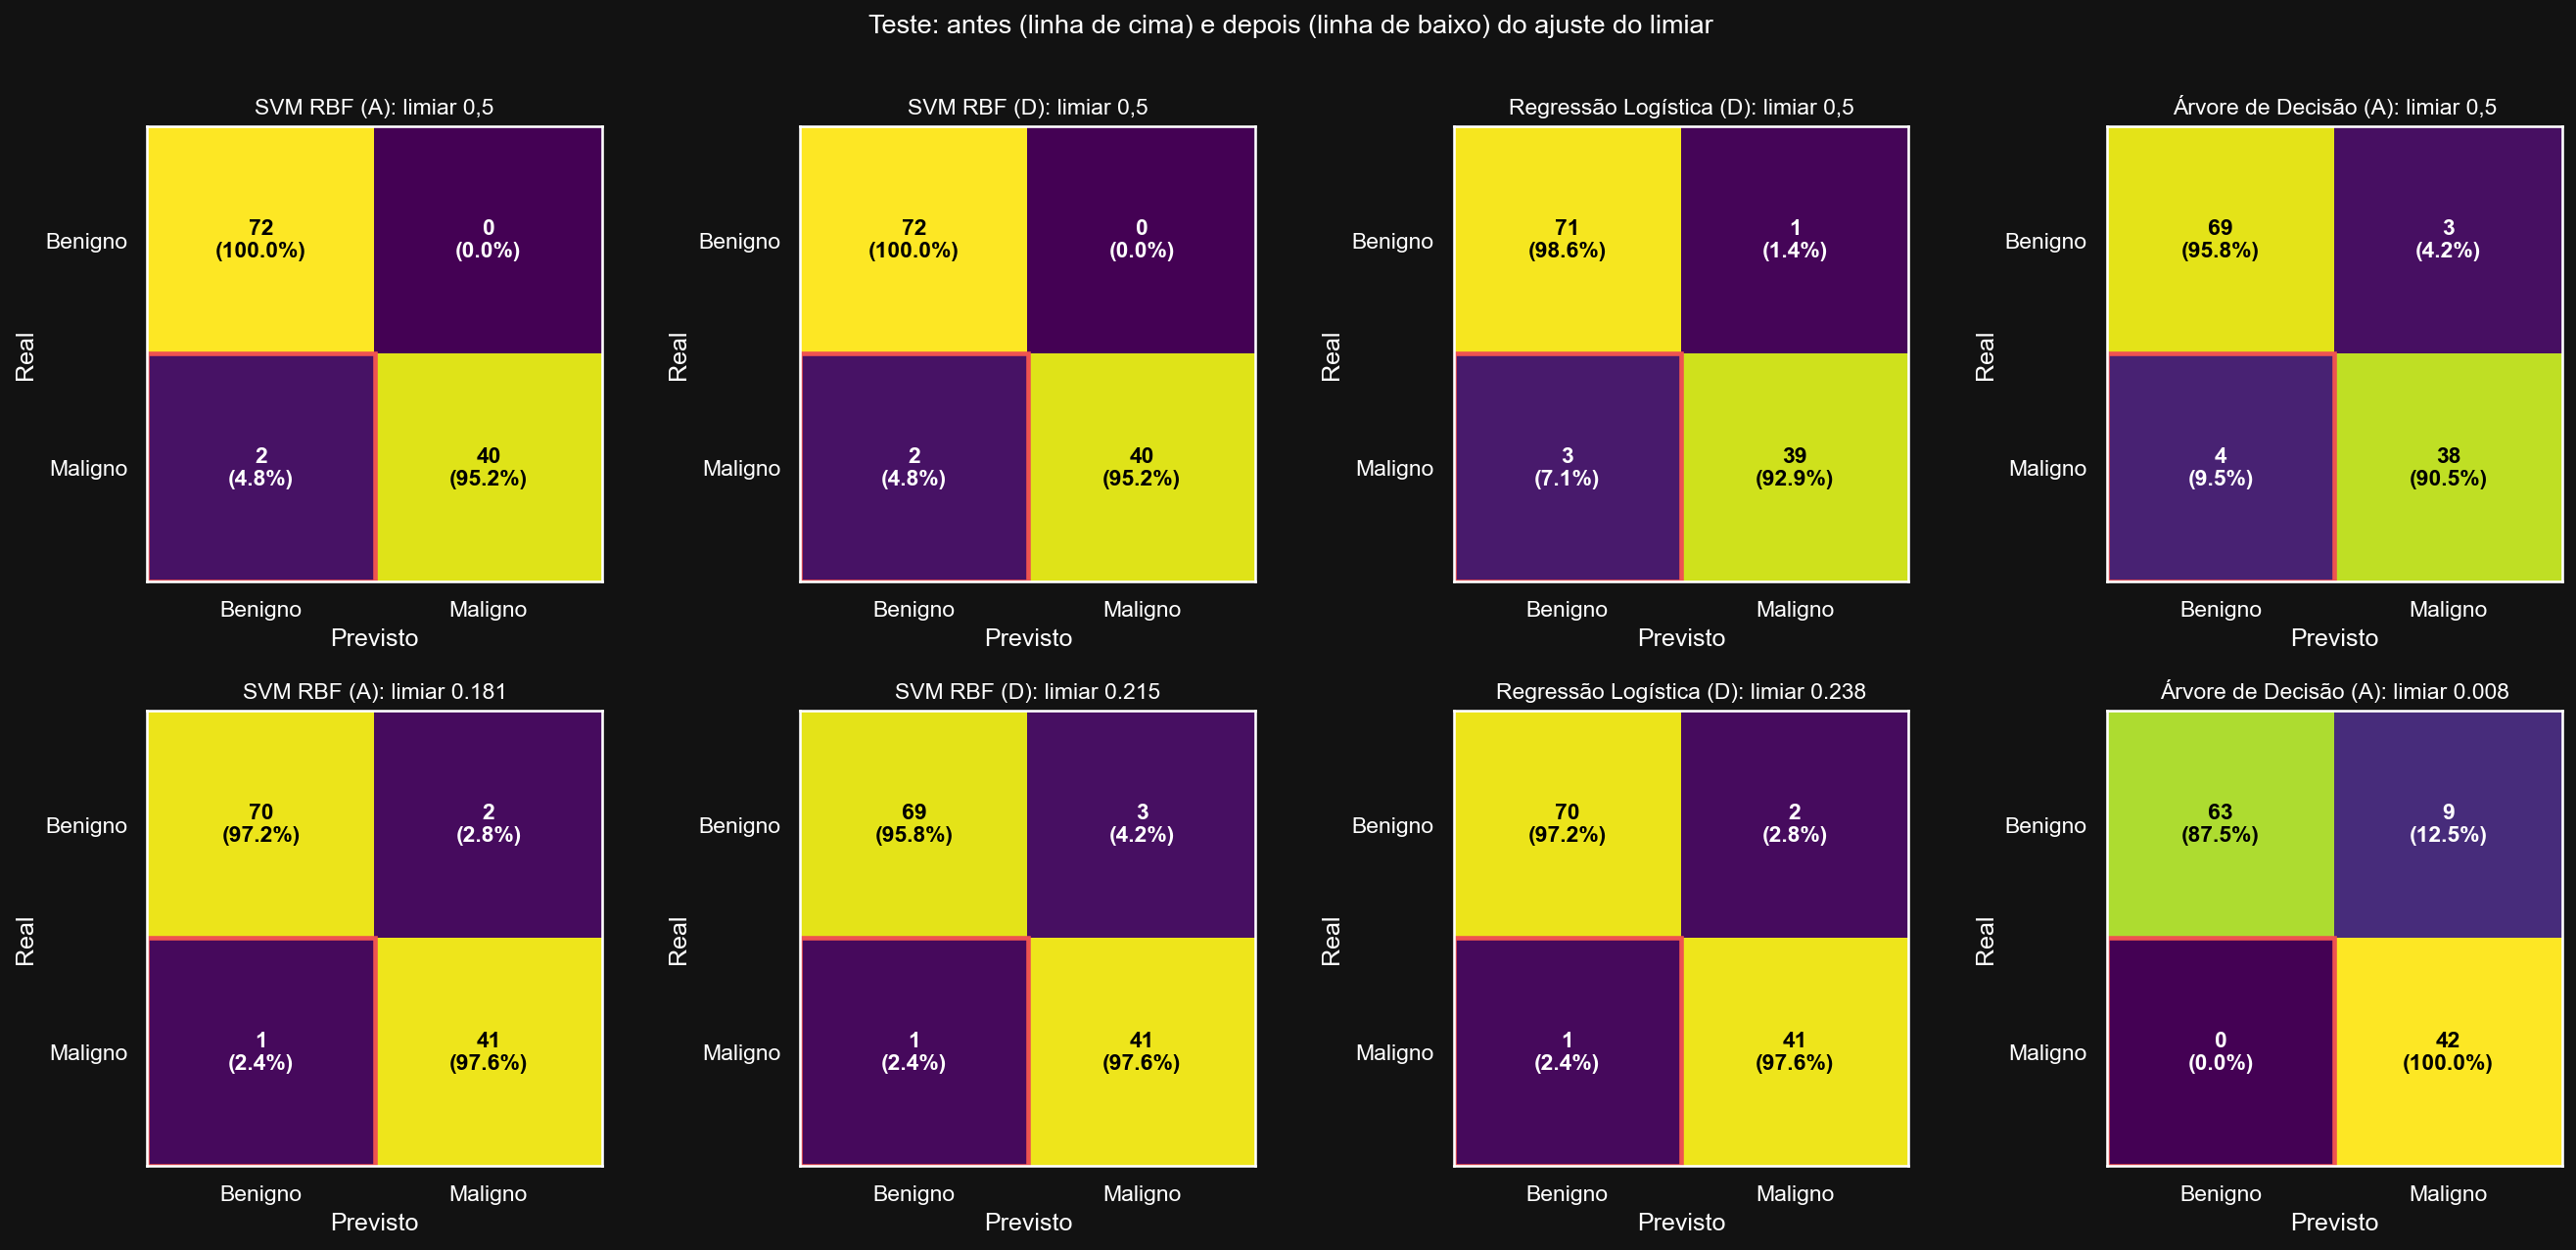 Teste: antes (linha de cima) e depois (linha de baixo) do ajuste do limiar
SVM RBF (A): limiar 0,5
Real
Benigno
72
(100.0%)
0
(0.0%)
Maligno
2
(4.8%)
40
(95.2%)
Benigno
Maligno
Previsto
SVM RBF (D): limiar 0,5
Real
Benigno
72
(100.0%)
0
(0.0%)
Maligno
2
(4.8%)
40
(95.2%)
Benigno
Maligno
Previsto
Regressão Logística (D): limiar 0,5
Real
Benigno
71
(98.6%)
1
(1.4%)
Maligno
3
(7.1%)
39
(92.9%)
Benigno
Maligno
Previsto
Árvore de Decisão (A): limiar 0,5
Real
Benigno
69
(95.8%)
3
(4.2%)
Maligno
4
(9.5%)
38
(90.5%)
Benigno
Maligno
Previsto
SVM RBF (A): limiar 0.181
Real
Benigno
70
(97.2%)
2
(2.8%)
Maligno
1
(2.4%)
41
(97.6%)
Benigno
Maligno
Previsto
SVM RBF (D): limiar 0.215
Real
Benigno
69
(95.8%)
3
(4.2%)
Maligno
1
(2.4%)
41
(97.6%)
Benigno
Maligno
Previsto
Regressão Logística (D): limiar 0.238
Real
Benigno
70
(97.2%)
2
(2.8%)
Maligno
1
(2.4%)
41
(97.6%)
Benigno
Maligno
Previsto
Árvore de Decisão (A): limiar 0.008
Real
Benigno
63
(87.5%)
9
(12.5%)
Maligno
0
(0.0%)
42
(100.0%)
Benigno
Maligno
Previsto